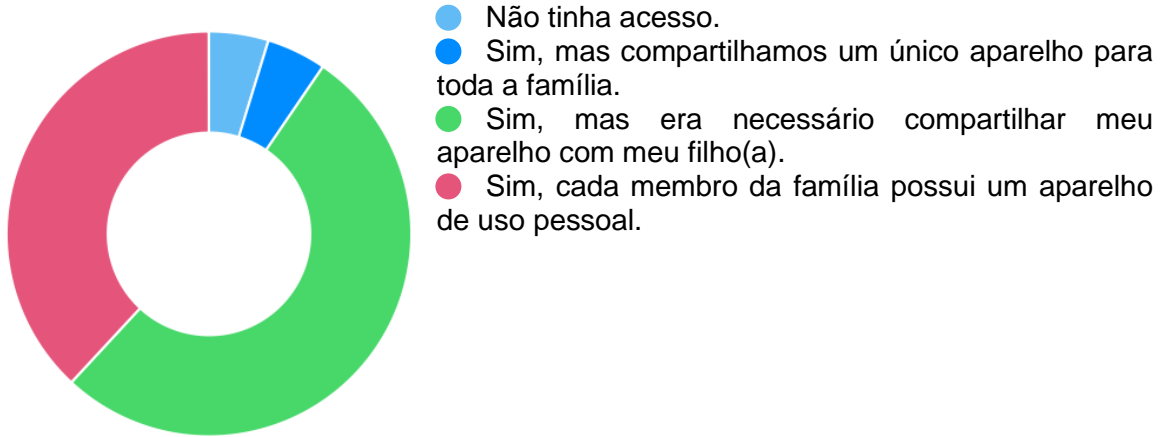 Não tinha acesso.
Sim, mas compartilhamos um único aparelho para
toda a família.
Sim, mas era necessário compartilhar meu
aparelho com meu filho(a).
Sim, cada membro da família possui um aparelho
de uso pessoal.